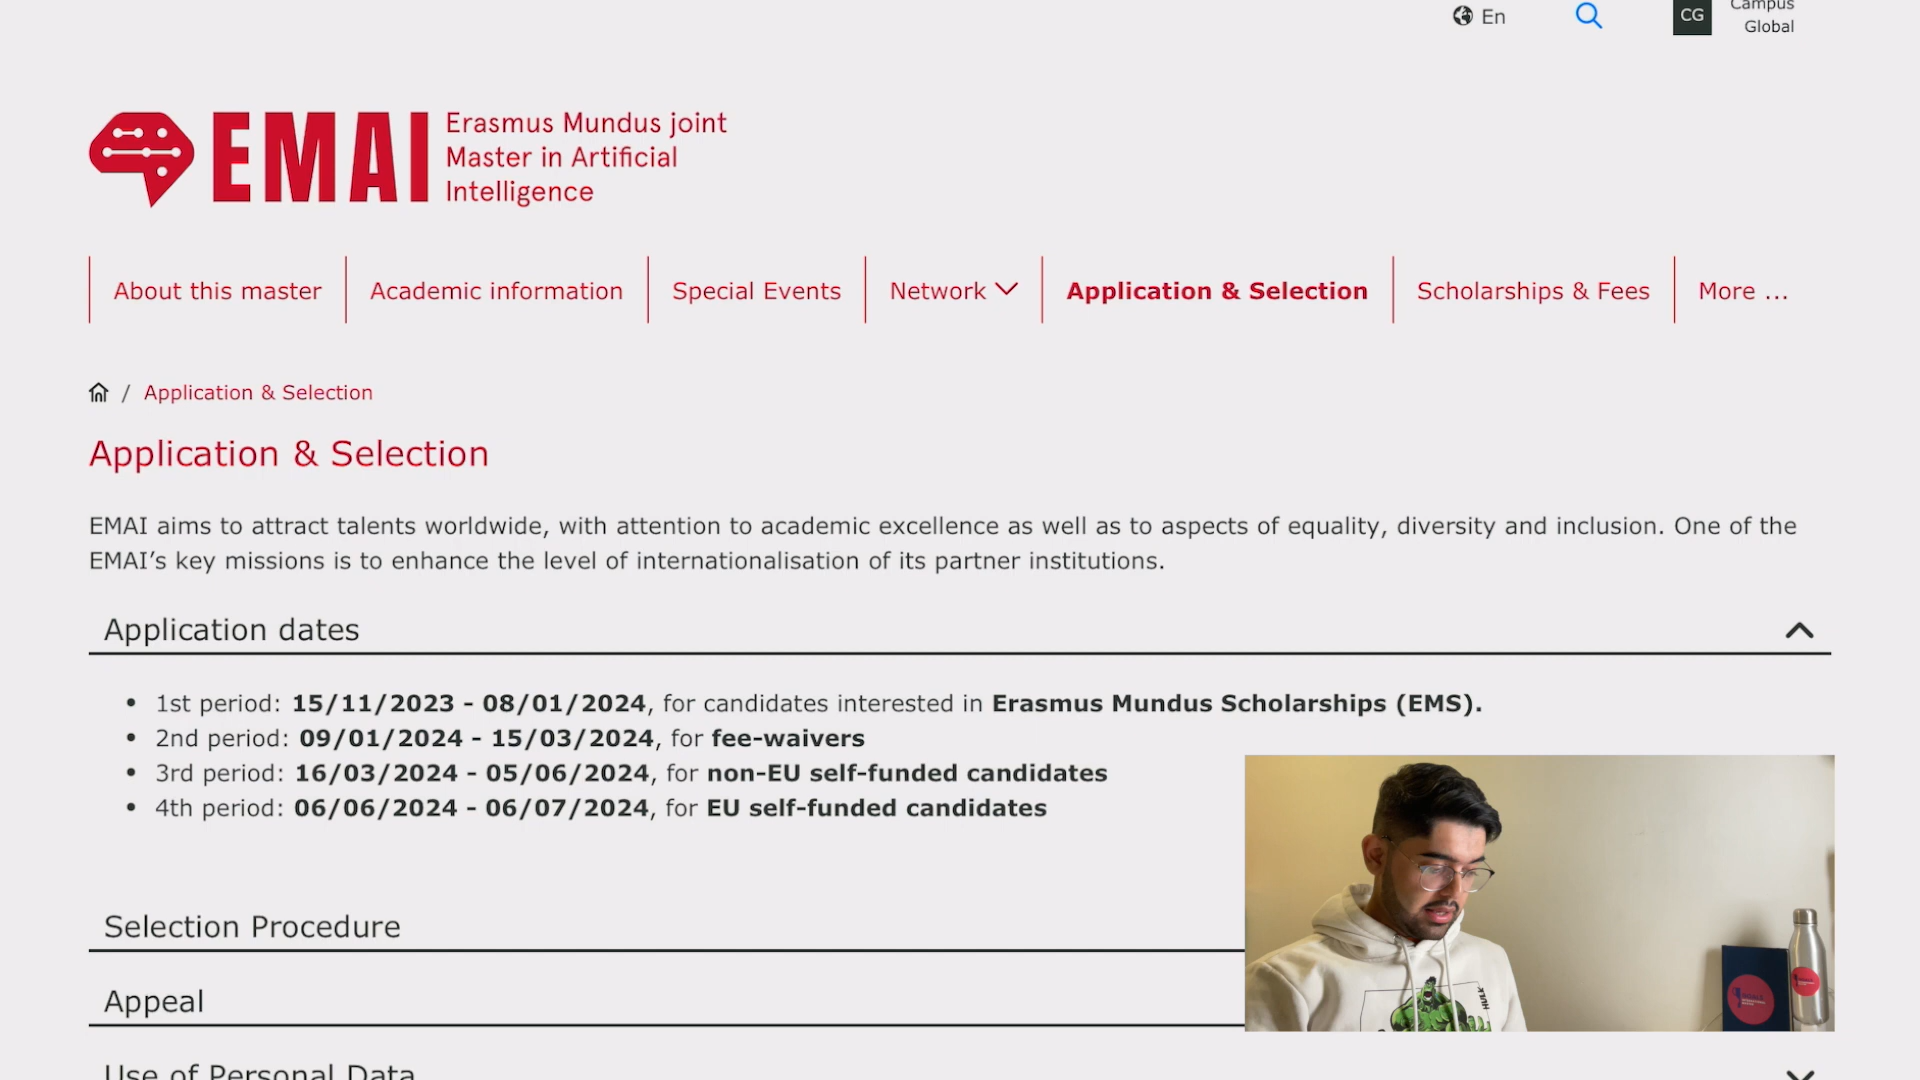 En
CG
Campus
Global
EMAI
Erasmus Mundus joint
Master in Artificial
Intelligence
About this master
Academic information
Special Events
Network
Application & Selection
Scholarships & Fees
More ...
/ Application & Selection
Application & Selection
EMAI aims to attract talents worldwide, with attention to academic excellence as well as to aspects of equality, diversity and inclusion. One of the
EMAI’s key missions is to enhance the level of internationalisation of its partner institutions.
Application dates
• 1st period: 15/11/2023 - 08/01/2024, for candidates interested in Erasmus Mundus Scholarships (EMS).
• 2nd period: 09/01/2024 - 15/03/2024, for fee-waivers
• 3rd period: 16/03/2024 - 05/06/2024, for non-EU self-funded candidates
• 4th period: 06/06/2024 - 06/07/2024, for EU self-funded candidates
Selection Procedure
Appeal
Use of Personal Data
HULK